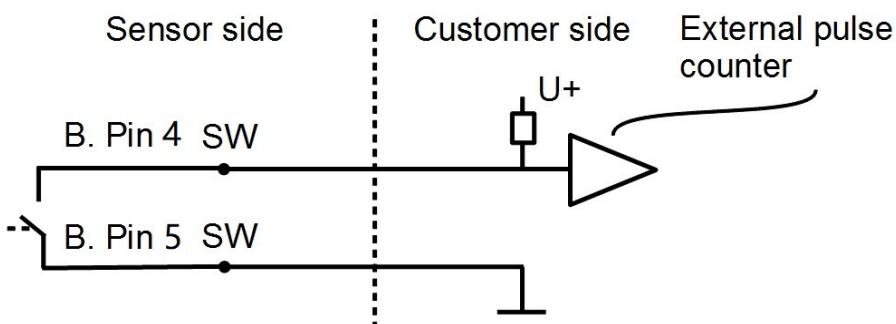 Sensor side
Customer side
External pulse
counter
U+
B. Pin 4 SW
B. Pin 5 SW